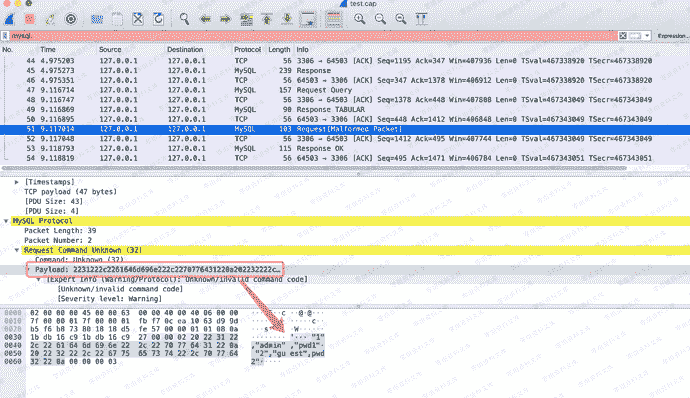 test.cap
mysql
Expression...
No. Time Source Destination Protocol Length Info
44 4.975203 127.0.0.1 127.0.0.1 TCP 56 3306 → 64503 [ACK] Seq=1195 Ack=347 Win=407936 Len=0 TSval=467338920 TSecr=467338920
45 4.975273 127.0.0.1 127.0.0.1 MySQL 239 Response
46 4.975351 127.0.0.1 127.0.0.1 TCP 56 64503 → 3306 [ACK] Seq=347 Ack=1378 Win=406912 Len=0 TSval=467338920 TSecr=467338920
47 9.116714 127.0.0.1 127.0.0.1 MySQL 157 Request Query
48 9.116747 127.0.0.1 127.0.0.1 TCP 56 3306 → 64503 [ACK] Seq=1378 Ack=448 Win=407808 Len=0 TSval=467343049 TSecr=467343049
49 9.116869 127.0.0.1 127.0.0.1 MySQL 90 Response TABULAR
50 9.116895 127.0.0.1 127.0.0.1 TCP 56 64503 → 3306 [ACK] Seq=448 Ack=1412 Win=406848 Len=0 TSval=467343049 TSecr=467343049
51 9.117014 127.0.0.1 127.0.0.1 MySQL 103 Request[Malformed Packet]
52 9.117048 127.0.0.1 127.0.0.1 TCP 56 3306 → 64503 [ACK] Seq=1412 Ack=495 Win=407744 Len=0 TSval=467343049 TSecr=467343049
53 9.118793 127.0.0.1 127.0.0.1 MySQL 115 Response OK
54 9.118819 127.0.0.1 127.0.0.1 TCP 56 64503 → 3306 [ACK] Seq=495 Ack=1471 Win=406784 Len=0 TSval=467343051 TSecr=467343051
[Timestamps]
TCP payload (47 bytes)
[PDU Size: 43]
[PDU Size: 4]
MySQL Protocol
Packet Length: 39
Packet Number: 2
Request Command Unknown (32)
Command: Unknown (32)
Payload: 2231222c2261646d696e222c2270776431220a202232222c…
[Expert Info (Warning/Protocol): Unknown/invalid command code]
[Unknown/invalid command code]
[Severity level: Warning]
0000 02 00 00 00 45 00 00 63 00 00 40 00 40 06 00 00
0010 7f 00 00 01 7f 00 00 01 fb f7 0c ea 10 63 d9 9d
0020 b5 f6 b8 73 80 18 18 d5 fe 57 00 00 01 01 08 0a
0030 1b db 16 c9 1b db 16 c9 27 00 00 02 20 22 31 22
0040 2c 22 61 64 6d 69 6e 22 2c 22 70 77 64 31 22 0a ,"admin" ,"pwd1"
0050 20 22 32 22 2c 22 67 75 65 73 74 22 2c 22 70 77 64 "2","gu est",pwd
0060 32 22 0a 00 00 00 03 2"